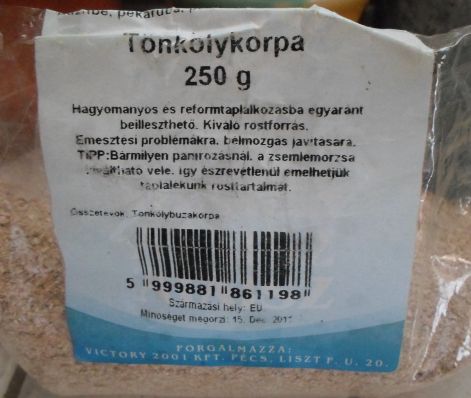 Tönkölykorpa
250 g
Hagyományos és reformtáplálkozásba egyaránt
beilleszthető. Kiváló rostforrás.
Emésztési problémákra, bélmozgás javítására.
TIPP:Bármilyen panírozásnál, a zsemlemorzsa
vele. így észrevétlenül emelhetjük
táplálékunk rosttartalmát.
Összetevők: Tönkölybúzakorpa
5 999881 861198
Származási hely: EU
Minőségét megőrzi: 15. Dec.
FORGALMAZZA:
VICTORY 2001 KFT. PÉCS, LISZT F. U. 20.